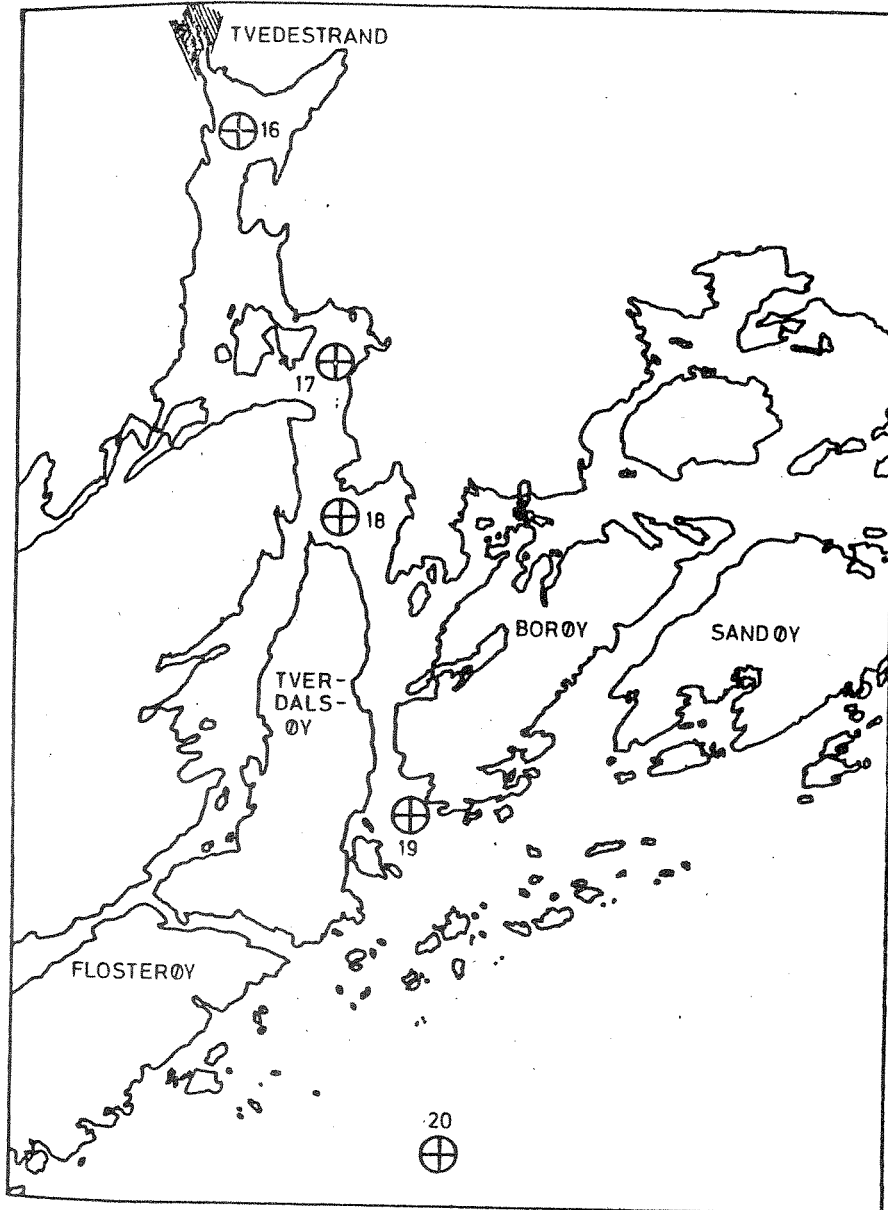 TVEDESTRAND
16
17
18
BORØY
SANDØY
TVER-
DALS-
ØY
19
FLOSTERØY
20